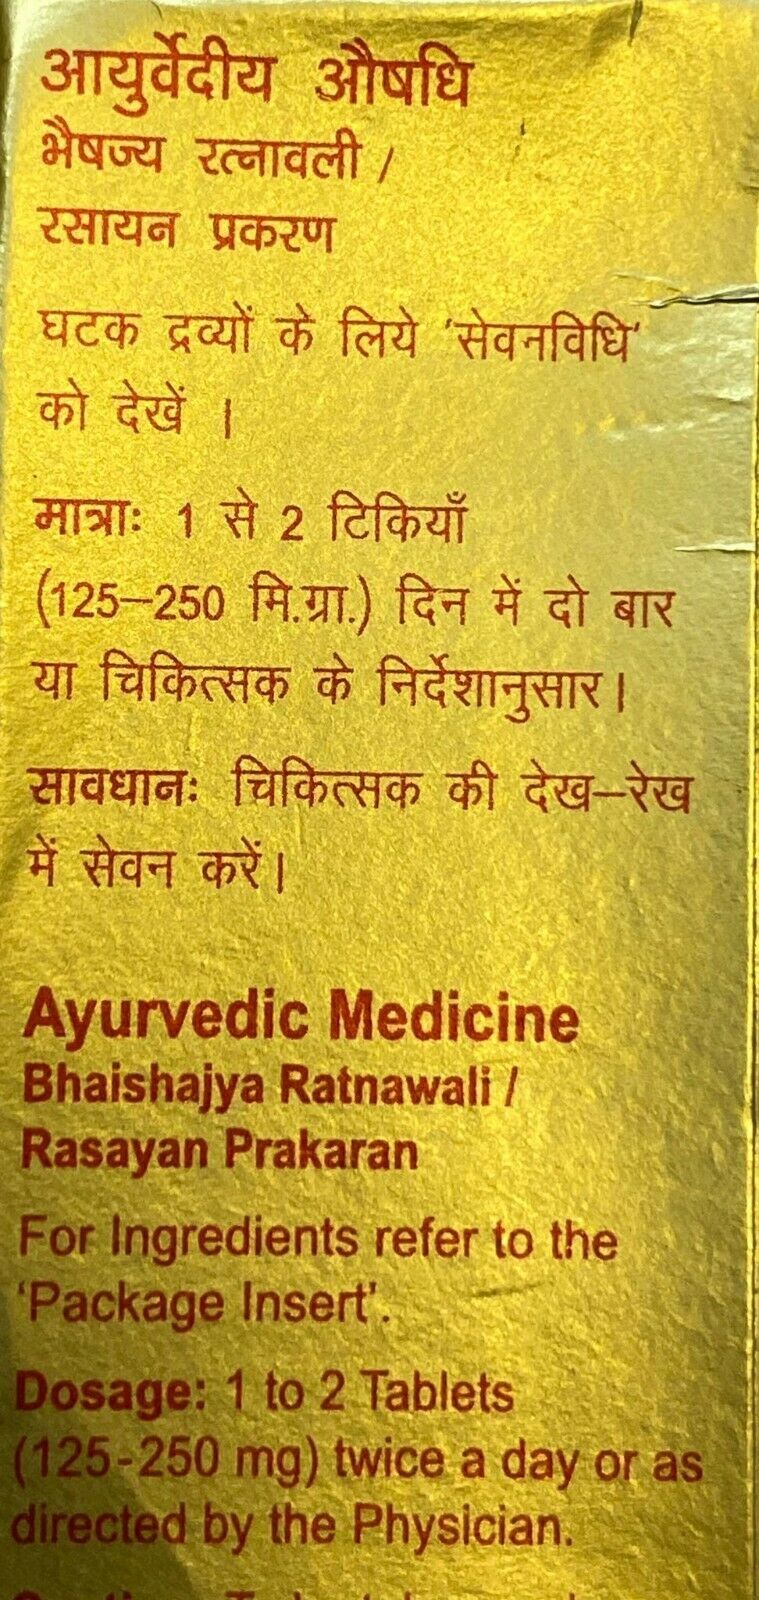 आयुर्वेदीय औषधि
भैषज्य रत्नावली /
रसायन प्रकरण
घटक द्रव्यों के लिये 'सेवनविधि'
को देखें ।
मात्राः 1 से 2 टिकियाँ
(125–250 मि.ग्रा.) दिन में दो बार
या चिकित्सक के निर्देशानुसार।
सावधानः चिकित्सक की देख–रेख
में सेवन करें।
Ayurvedic Medicine
Bhaishajya Ratnawali /
Rasayan Prakaran
For Ingredients refer to the
'Package Insert'.
Dosage: 1 to 2 Tablets
(125-250 mg) twice a day or as
directed by the Physician.